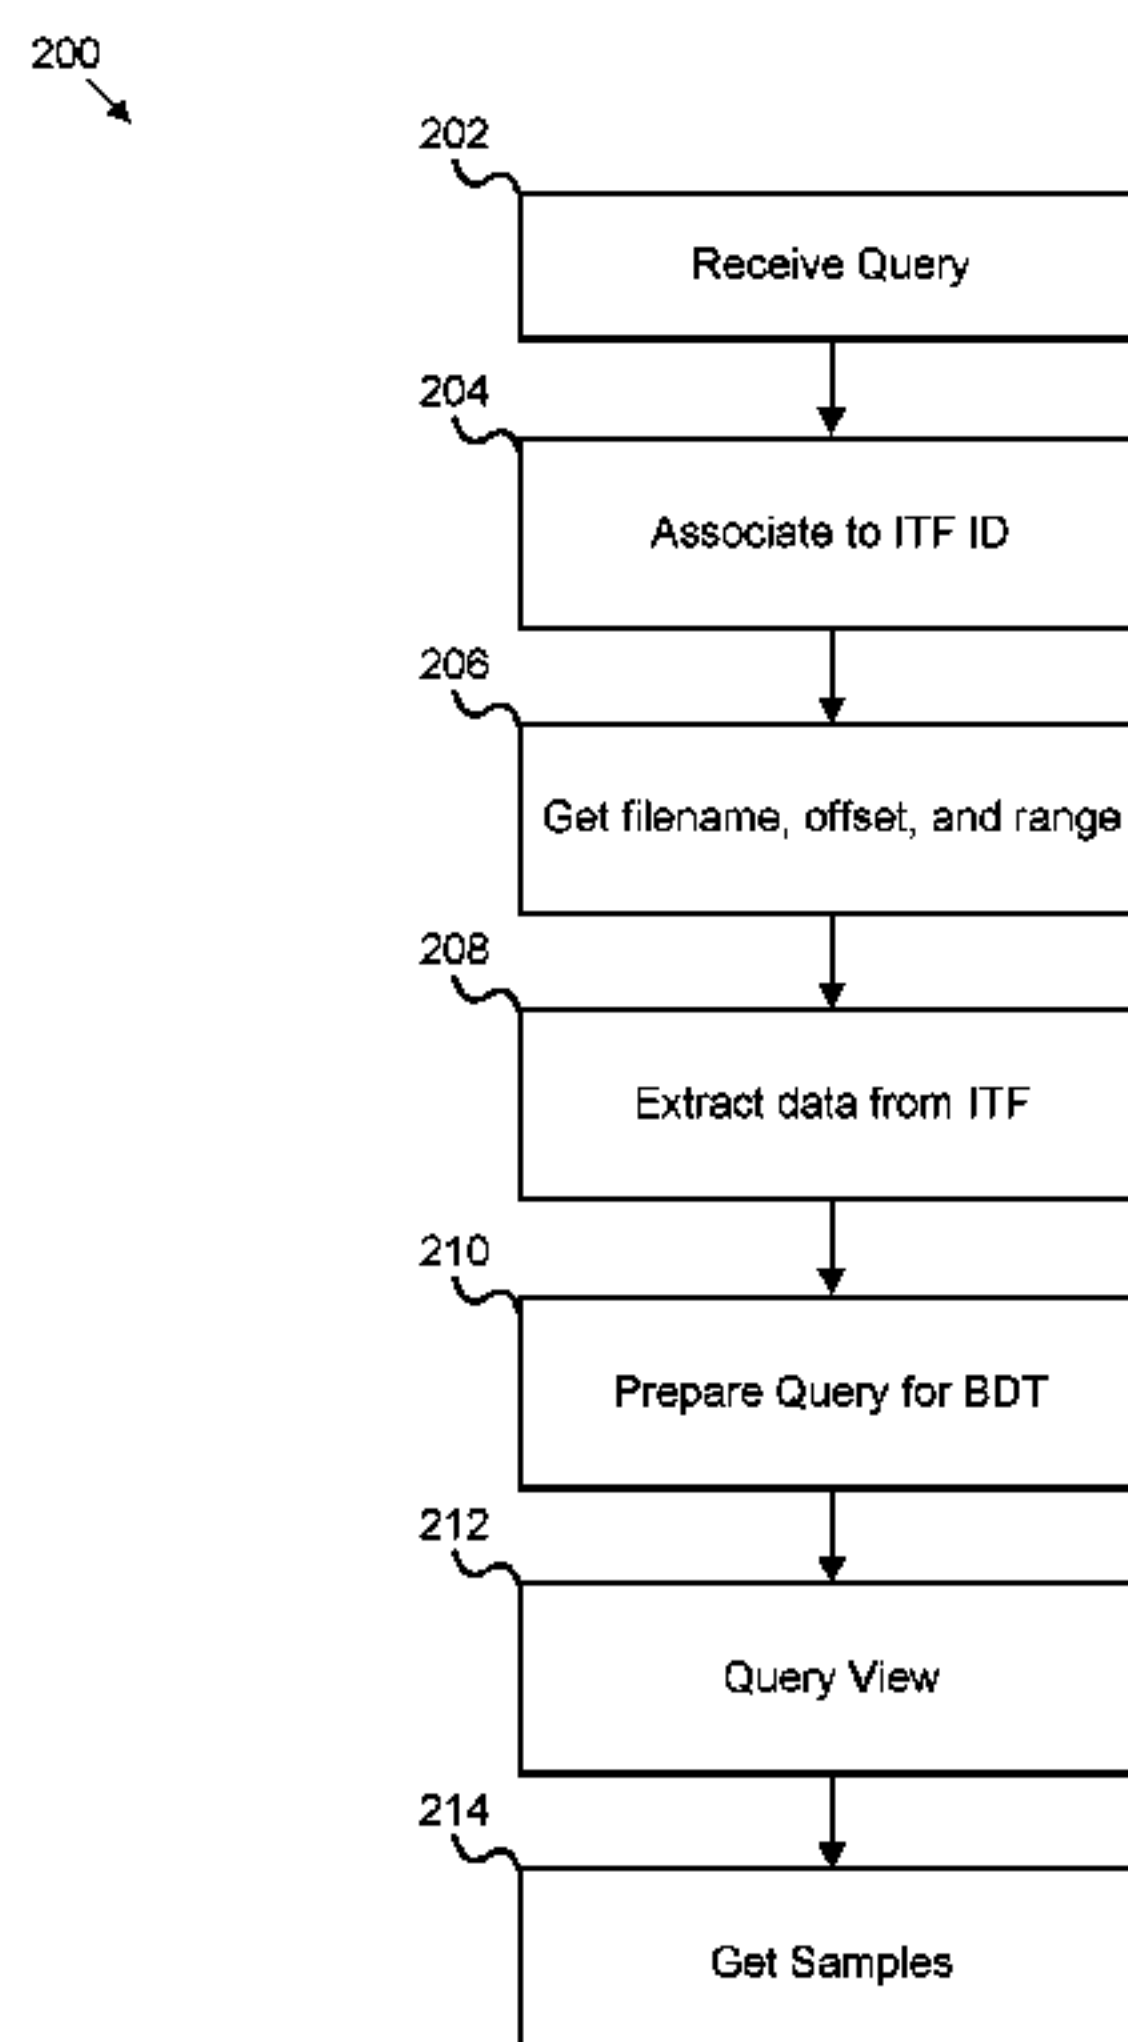 200
202
Receive Query
204
Associate to ITF ID
206
Get filename, offset, and range
208
Extract data from ITF
210
Prepare Query for BDT
212
Query View
214
Get Samples